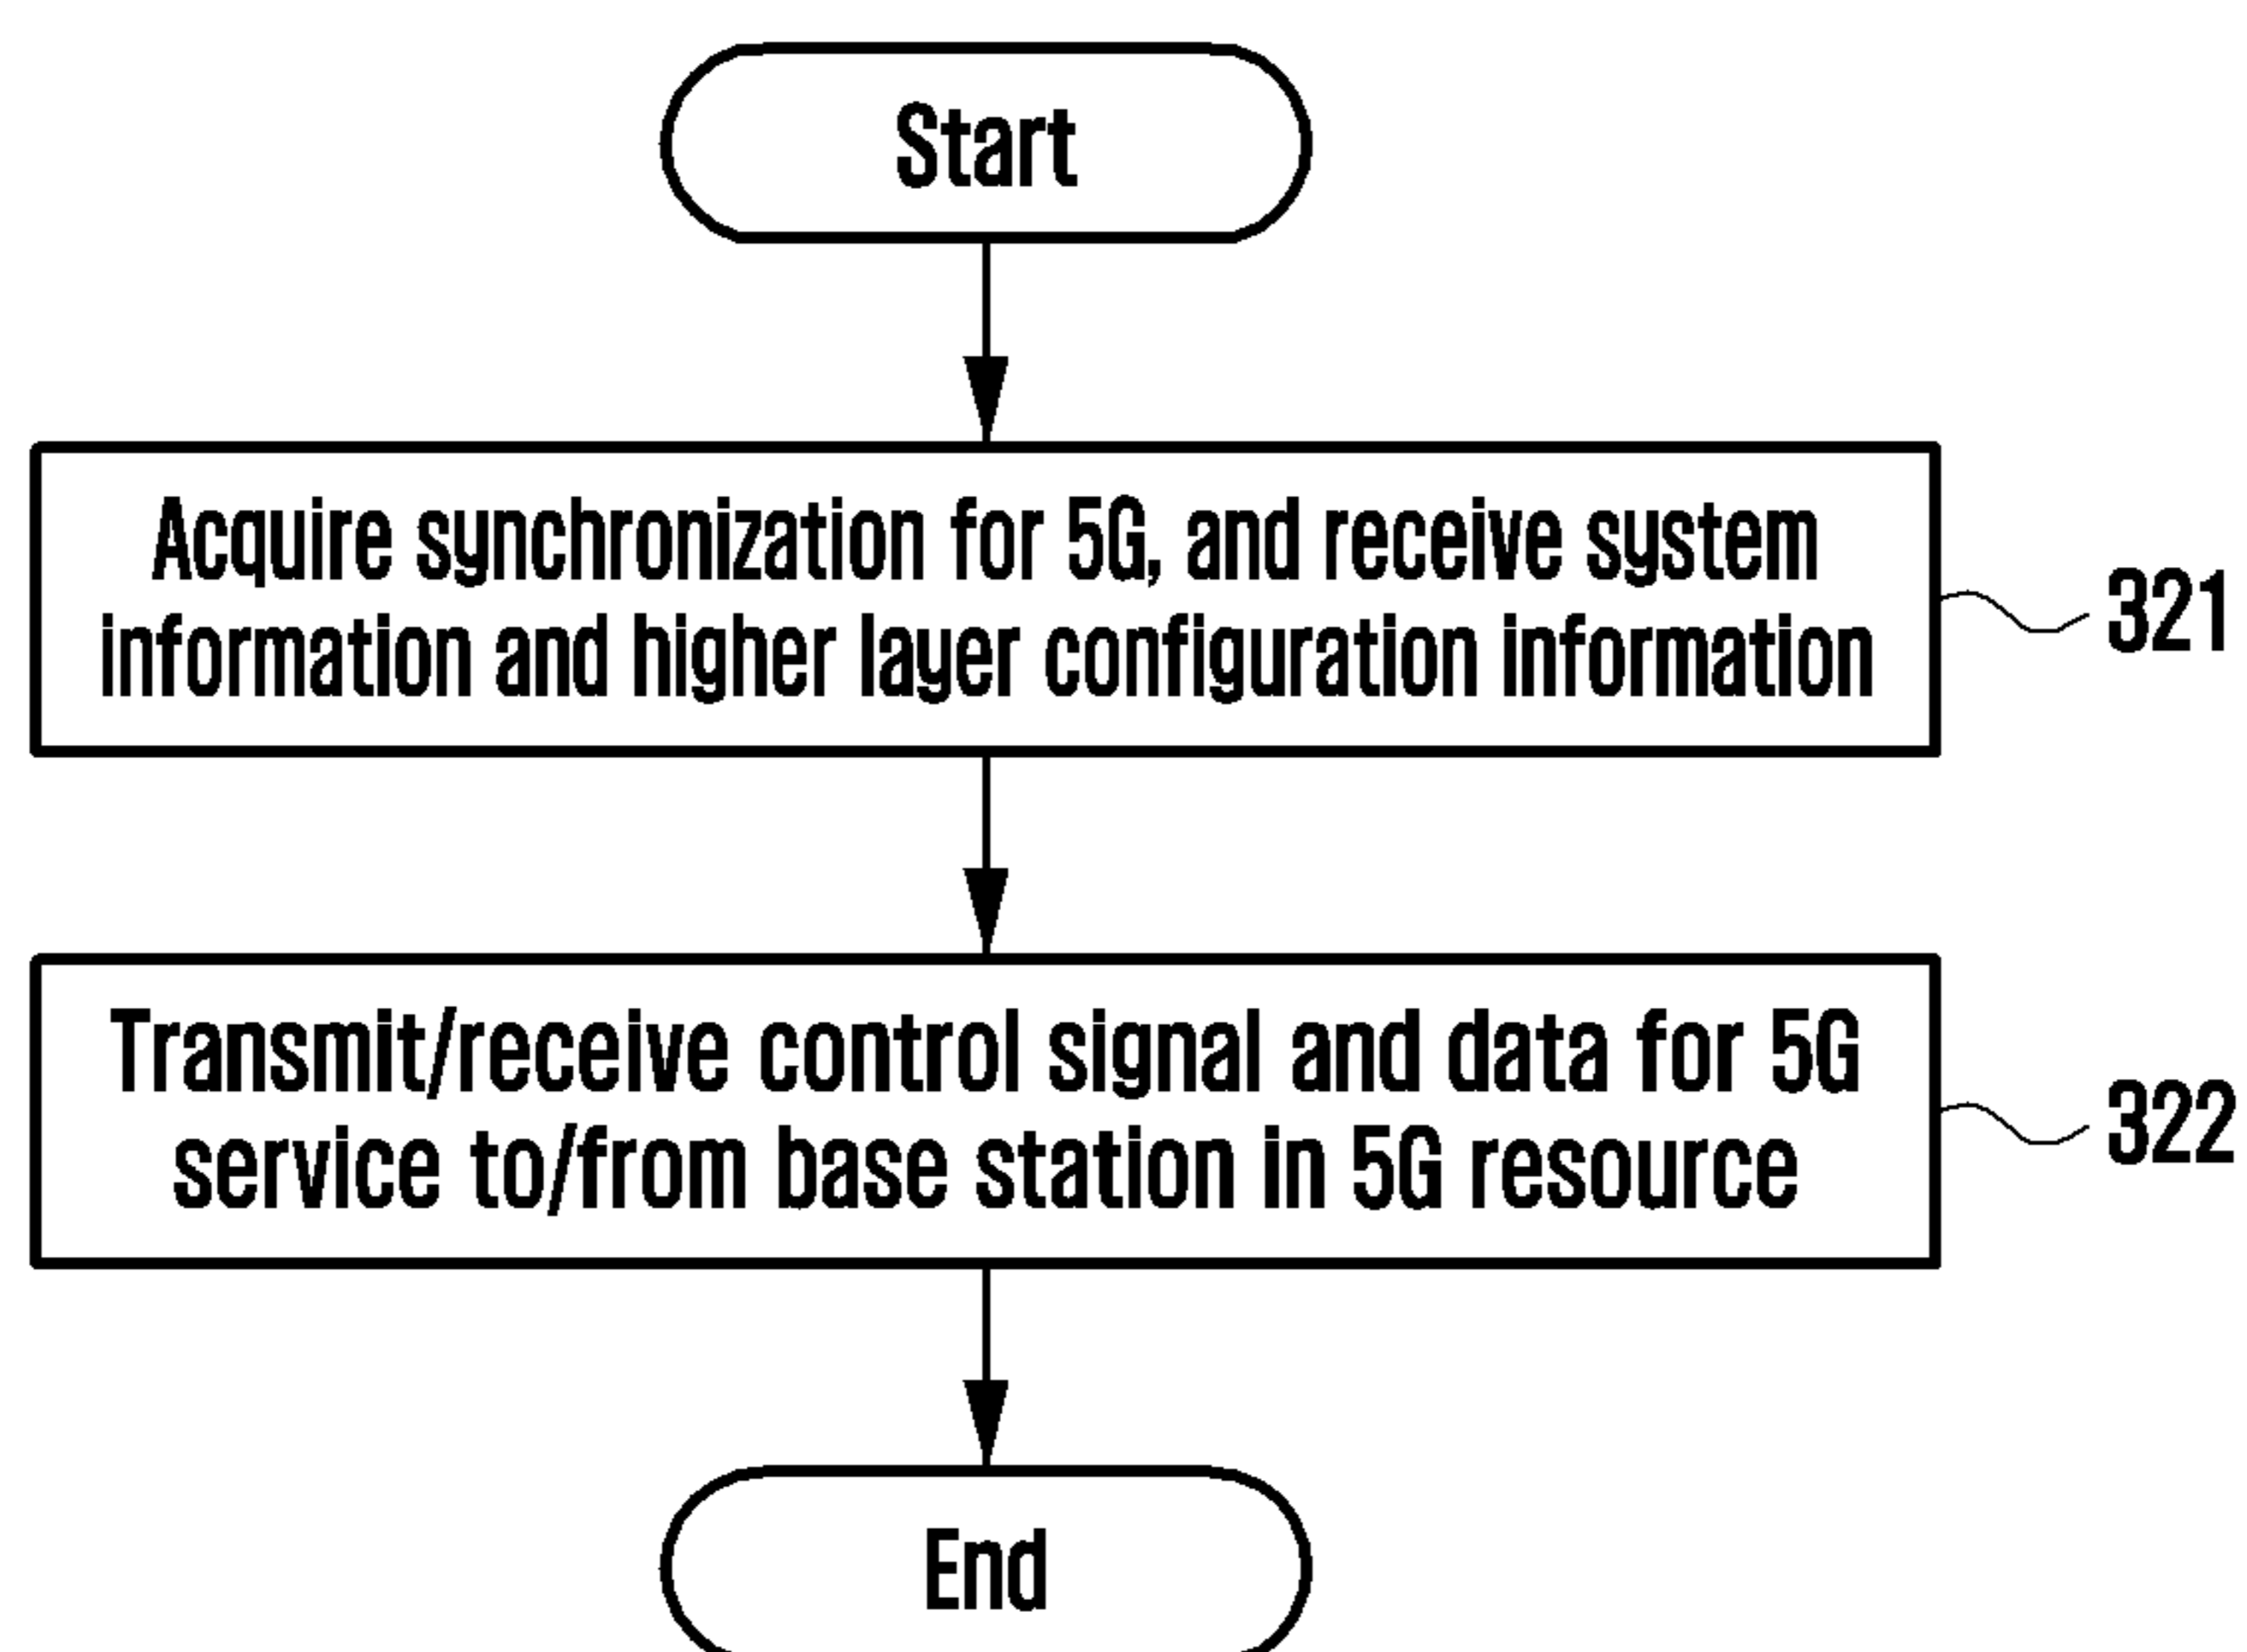 Start
Acquire synchronization for 5G, and receive system
information and higher layer configuration information
321
Transmit/receive control signal and data for 5G
service to/from base station in 5G resource
322
End